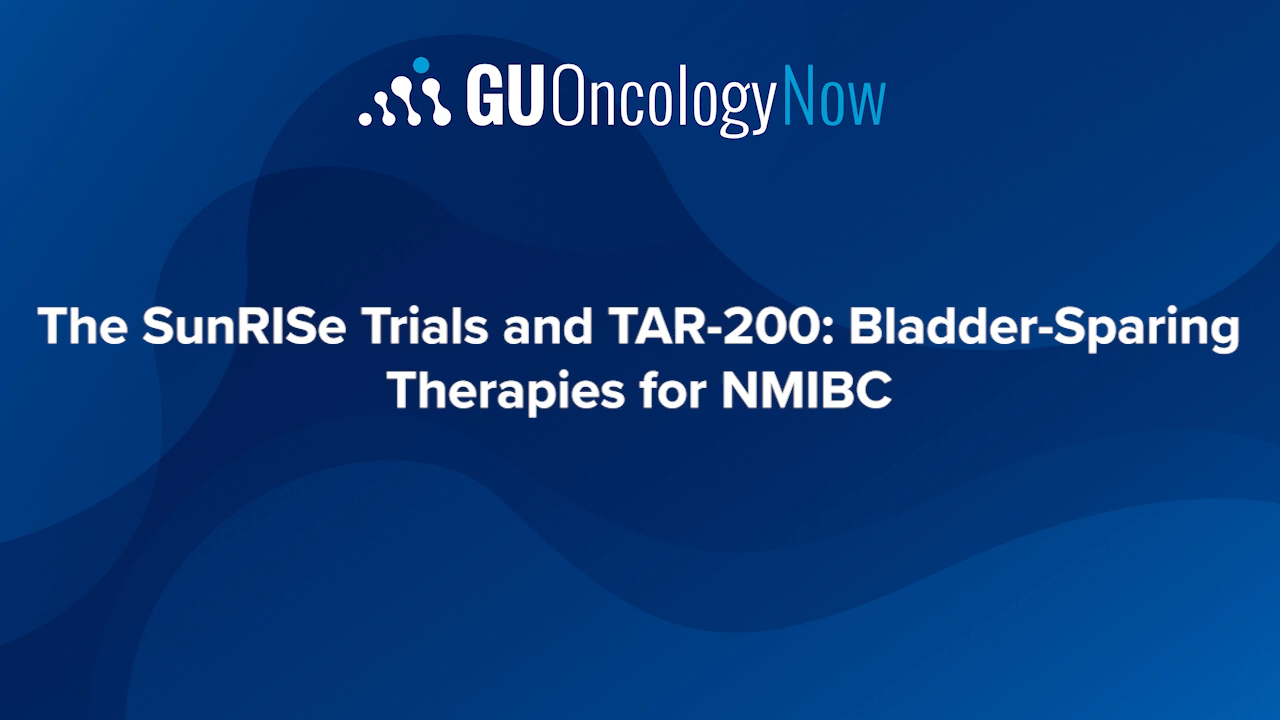 GUOncologyNow
The SunRISe Trials and TAR-200: Bladder-Sparing
Therapies for NMIBC